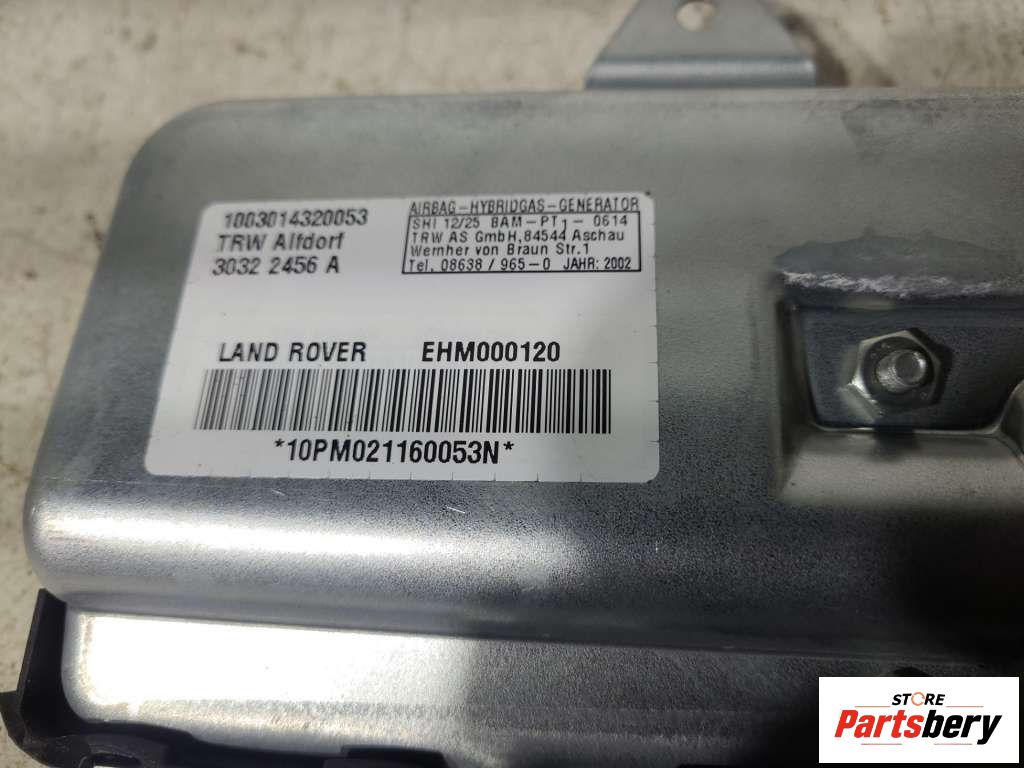 1003014320053
TRW Alfdorf
3032 2456 A
AIRBAG-HYBRIDGAS-GENERATOR
SHI 12/25 BAM-PT1-0614
TRW AS GmbH,84544 Aschau
Wernher von Braun Str.1
Tel. 08638/965-0 JAHR: 2002
LAND ROVER EHM000120
*10PM021160053N*
STORE
Partsbery